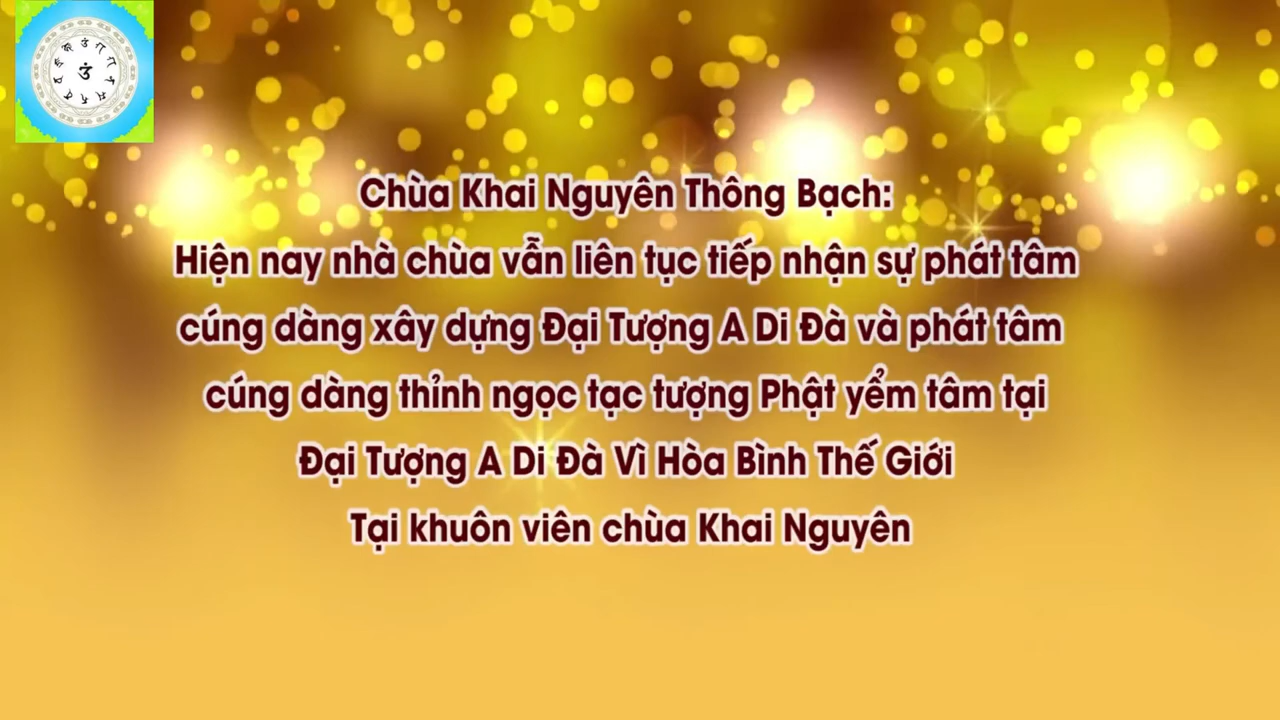 Chùa Khai Nguyên Thông Bạch:
Hiện nay nhà chùa vẫn liên tục tiếp nhận sự phát tâm
cúng dàng xây dựng Đại Tượng A Di Đà và phát tâm
cúng dàng thỉnh ngọc tạc tượng Phật yểm tâm tại
Đại Tượng A Di Đà Vì Hòa Bình Thế Giới
Tại khuôn viên chùa Khai Nguyên